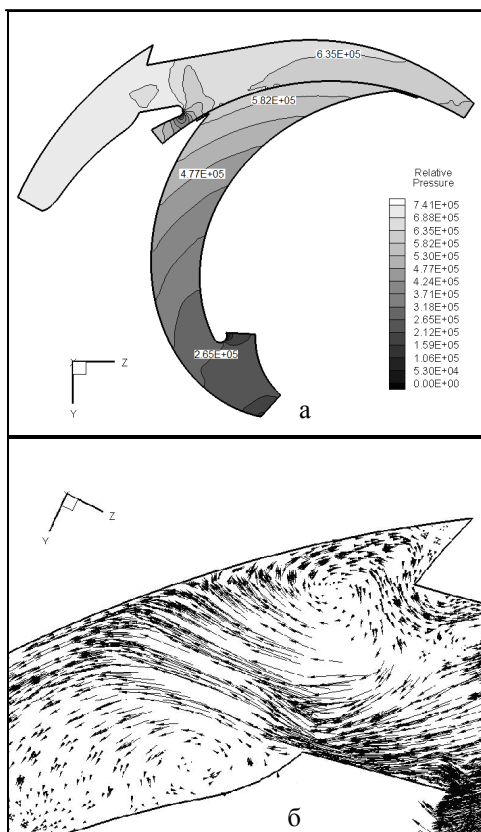 6.35E+05
5.82E+05
4.77E+05
2.65E+05
Relative
Pressure
7.41E+05
6.88E+05
6.35E+05
5.82E+05
5.30E+05
4.77E+05
4.24E+05
3.71E+05
3.18E+05
2.65E+05
2.12E+05
1.59E+05
1.06E+05
5.30E+04
0.00E+00
X Z
Y
а
Z
Y
б